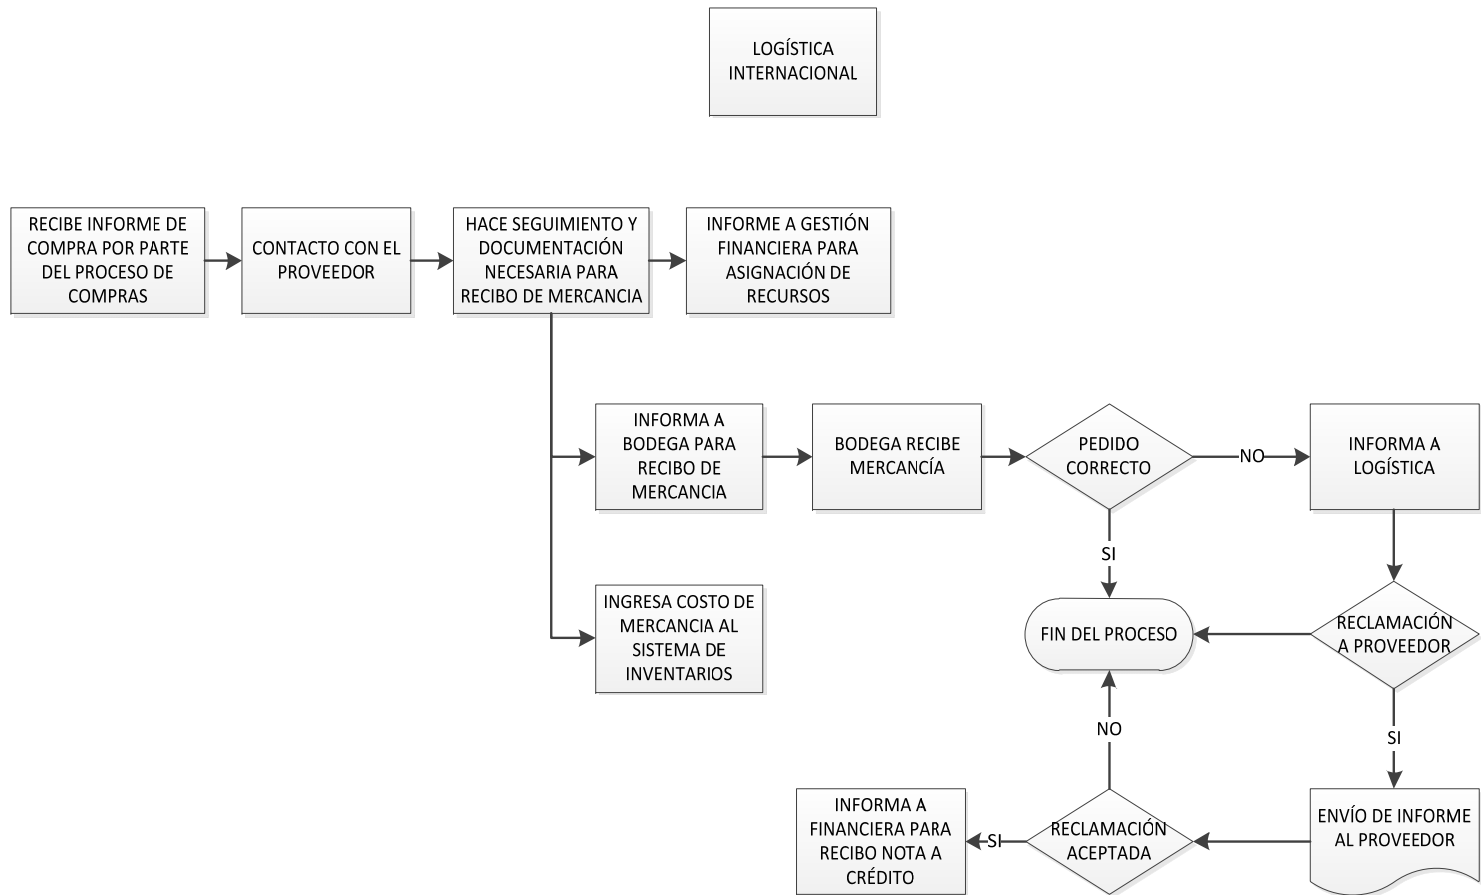 LOGÍSTICA
INTERNACIONAL
RECIBE INFORME DE
COMPRA POR PARTE
DEL PROCESO DE
COMPRAS
CONTACTO CON EL
PROVEEDOR
HACE SEGUIMIENTO Y
DOCUMENTACIÓN
NECESARIA PARA
RECIBO DE MERCANCIA
INFORME A GESTIÓN
FINANCIERA PARA
ASIGNACIÓN DE
RECURSOS
INFORMA A
BODEGA PARA
RECIBO DE
MERCANCIA
BODEGA RECIBE
MERCANCÍA
PEDIDO
CORRECTO
NO
INFORMA A
LOGÍSTICA
SI
INGRESA COSTO DE
MERCANCIA AL
SISTEMA DE
INVENTARIOS
FIN DEL PROCESO
RECLAMACIÓN
A PROVEEDOR
NO
SI
INFORMA A
FINANCIERA PARA
RECIBO NOTA A
CRÉDITO
SI
RECLAMACIÓN
ACEPTADA
ENVÍO DE INFORME
AL PROVEEDOR